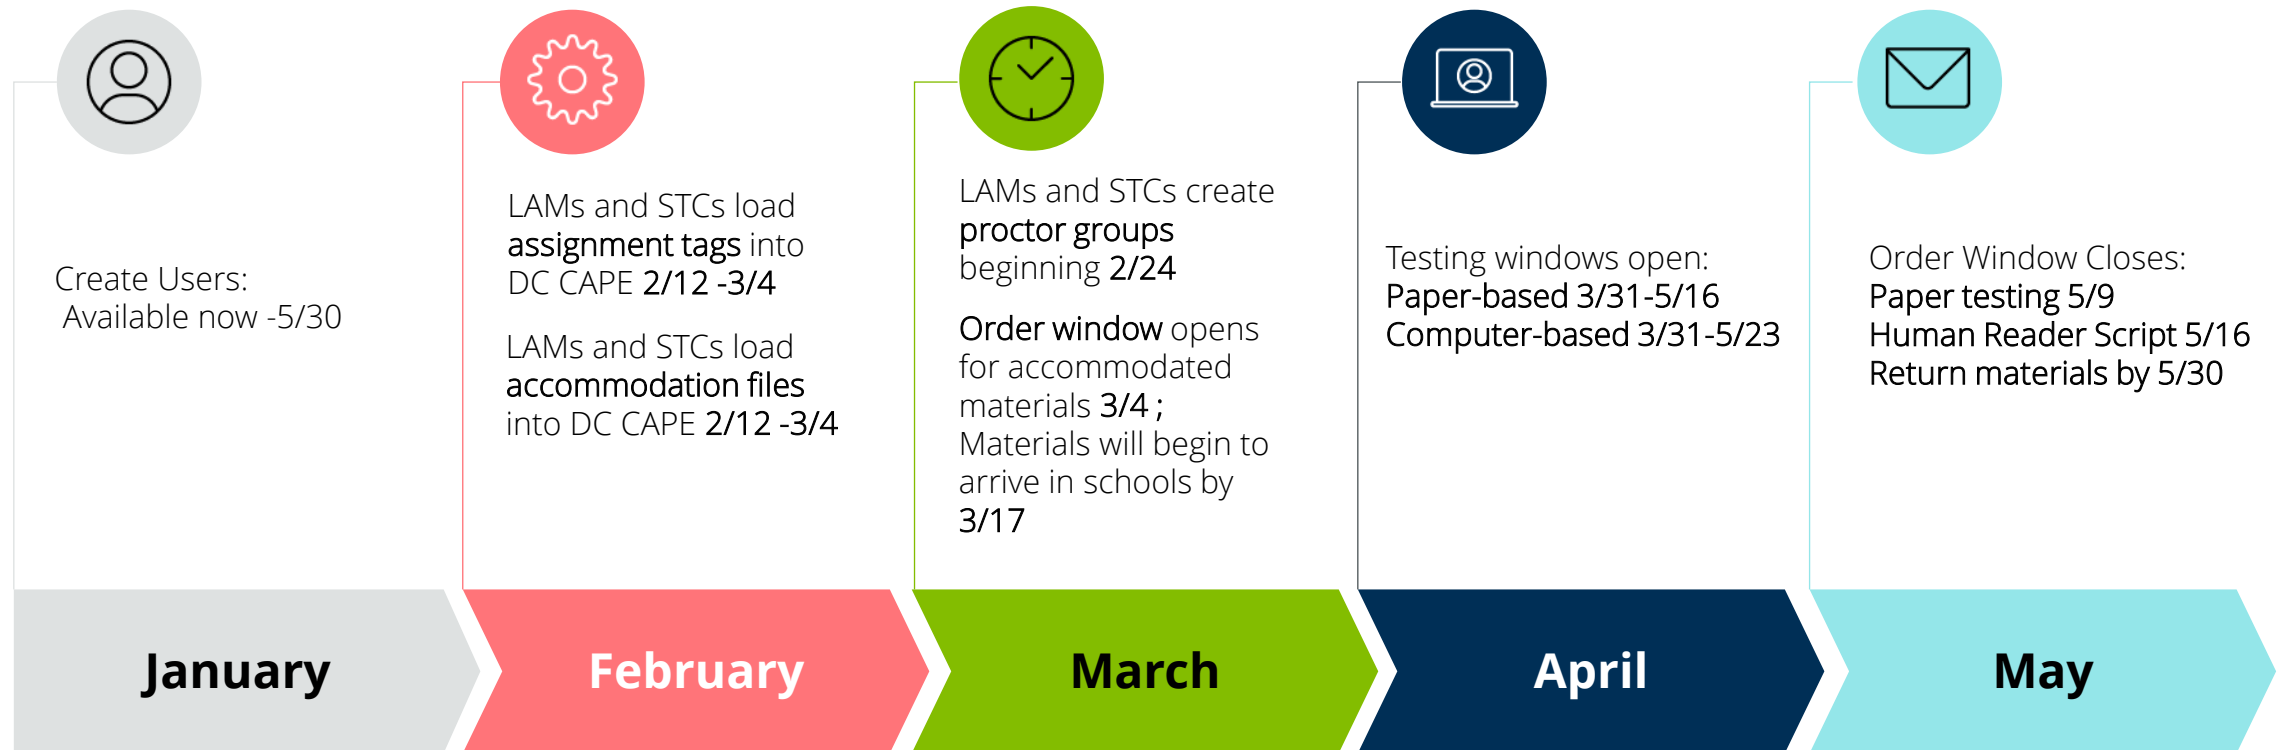 Create Users:
Available now -5/30
LAMs and STCs load
assignment tags into
DC CAPE 2/12 -3/4
LAMs and STCs load
accommodation files
into DC CAPE 2/12 -3/4
LAMs and STCs create
proctor groups
beginning 2/24
Order window opens
for accommodated
materials 3/4 ;
Materials will begin to
arrive in schools by
3/17
Testing windows open:
Paper-based 3/31-5/16
Computer-based 3/31-5/23
Order Window Closes:
Paper testing 5/9
Human Reader Script 5/16
Return materials by 5/30
January
February
March
April
May